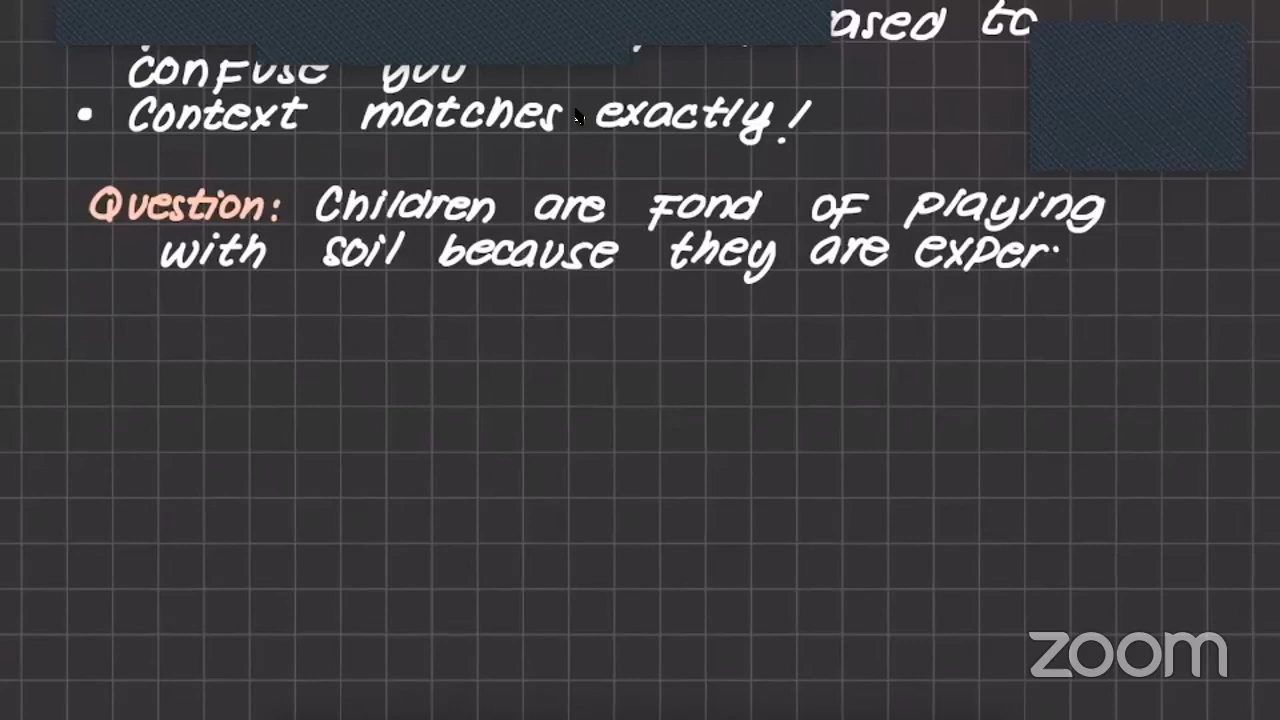 to
confuse you
• Context matches exactly!
Question: Children are fond of playing
with soil because they are exper
zoom